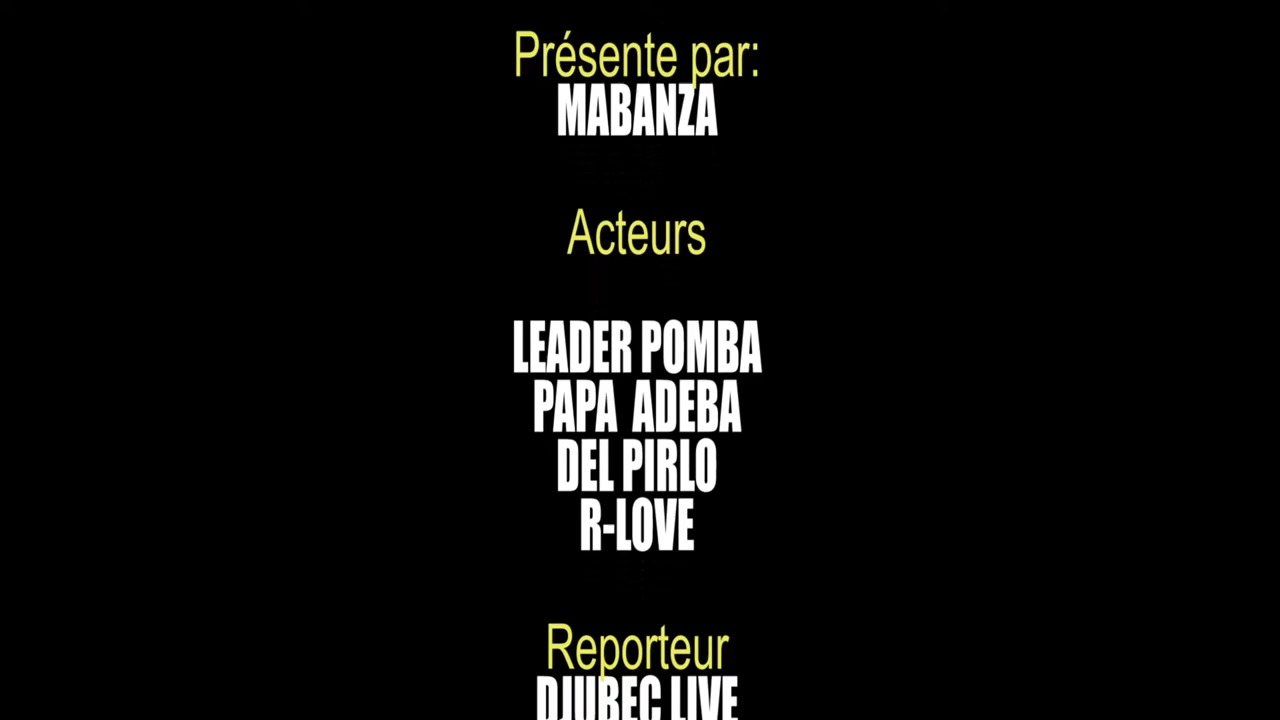 Présente par:
MABANZA
Acteurs
LEADER POMBA
PAPA ADEBA
DEL PIRLO
R-LOVE
Reporteur
DJUBEC LIVE